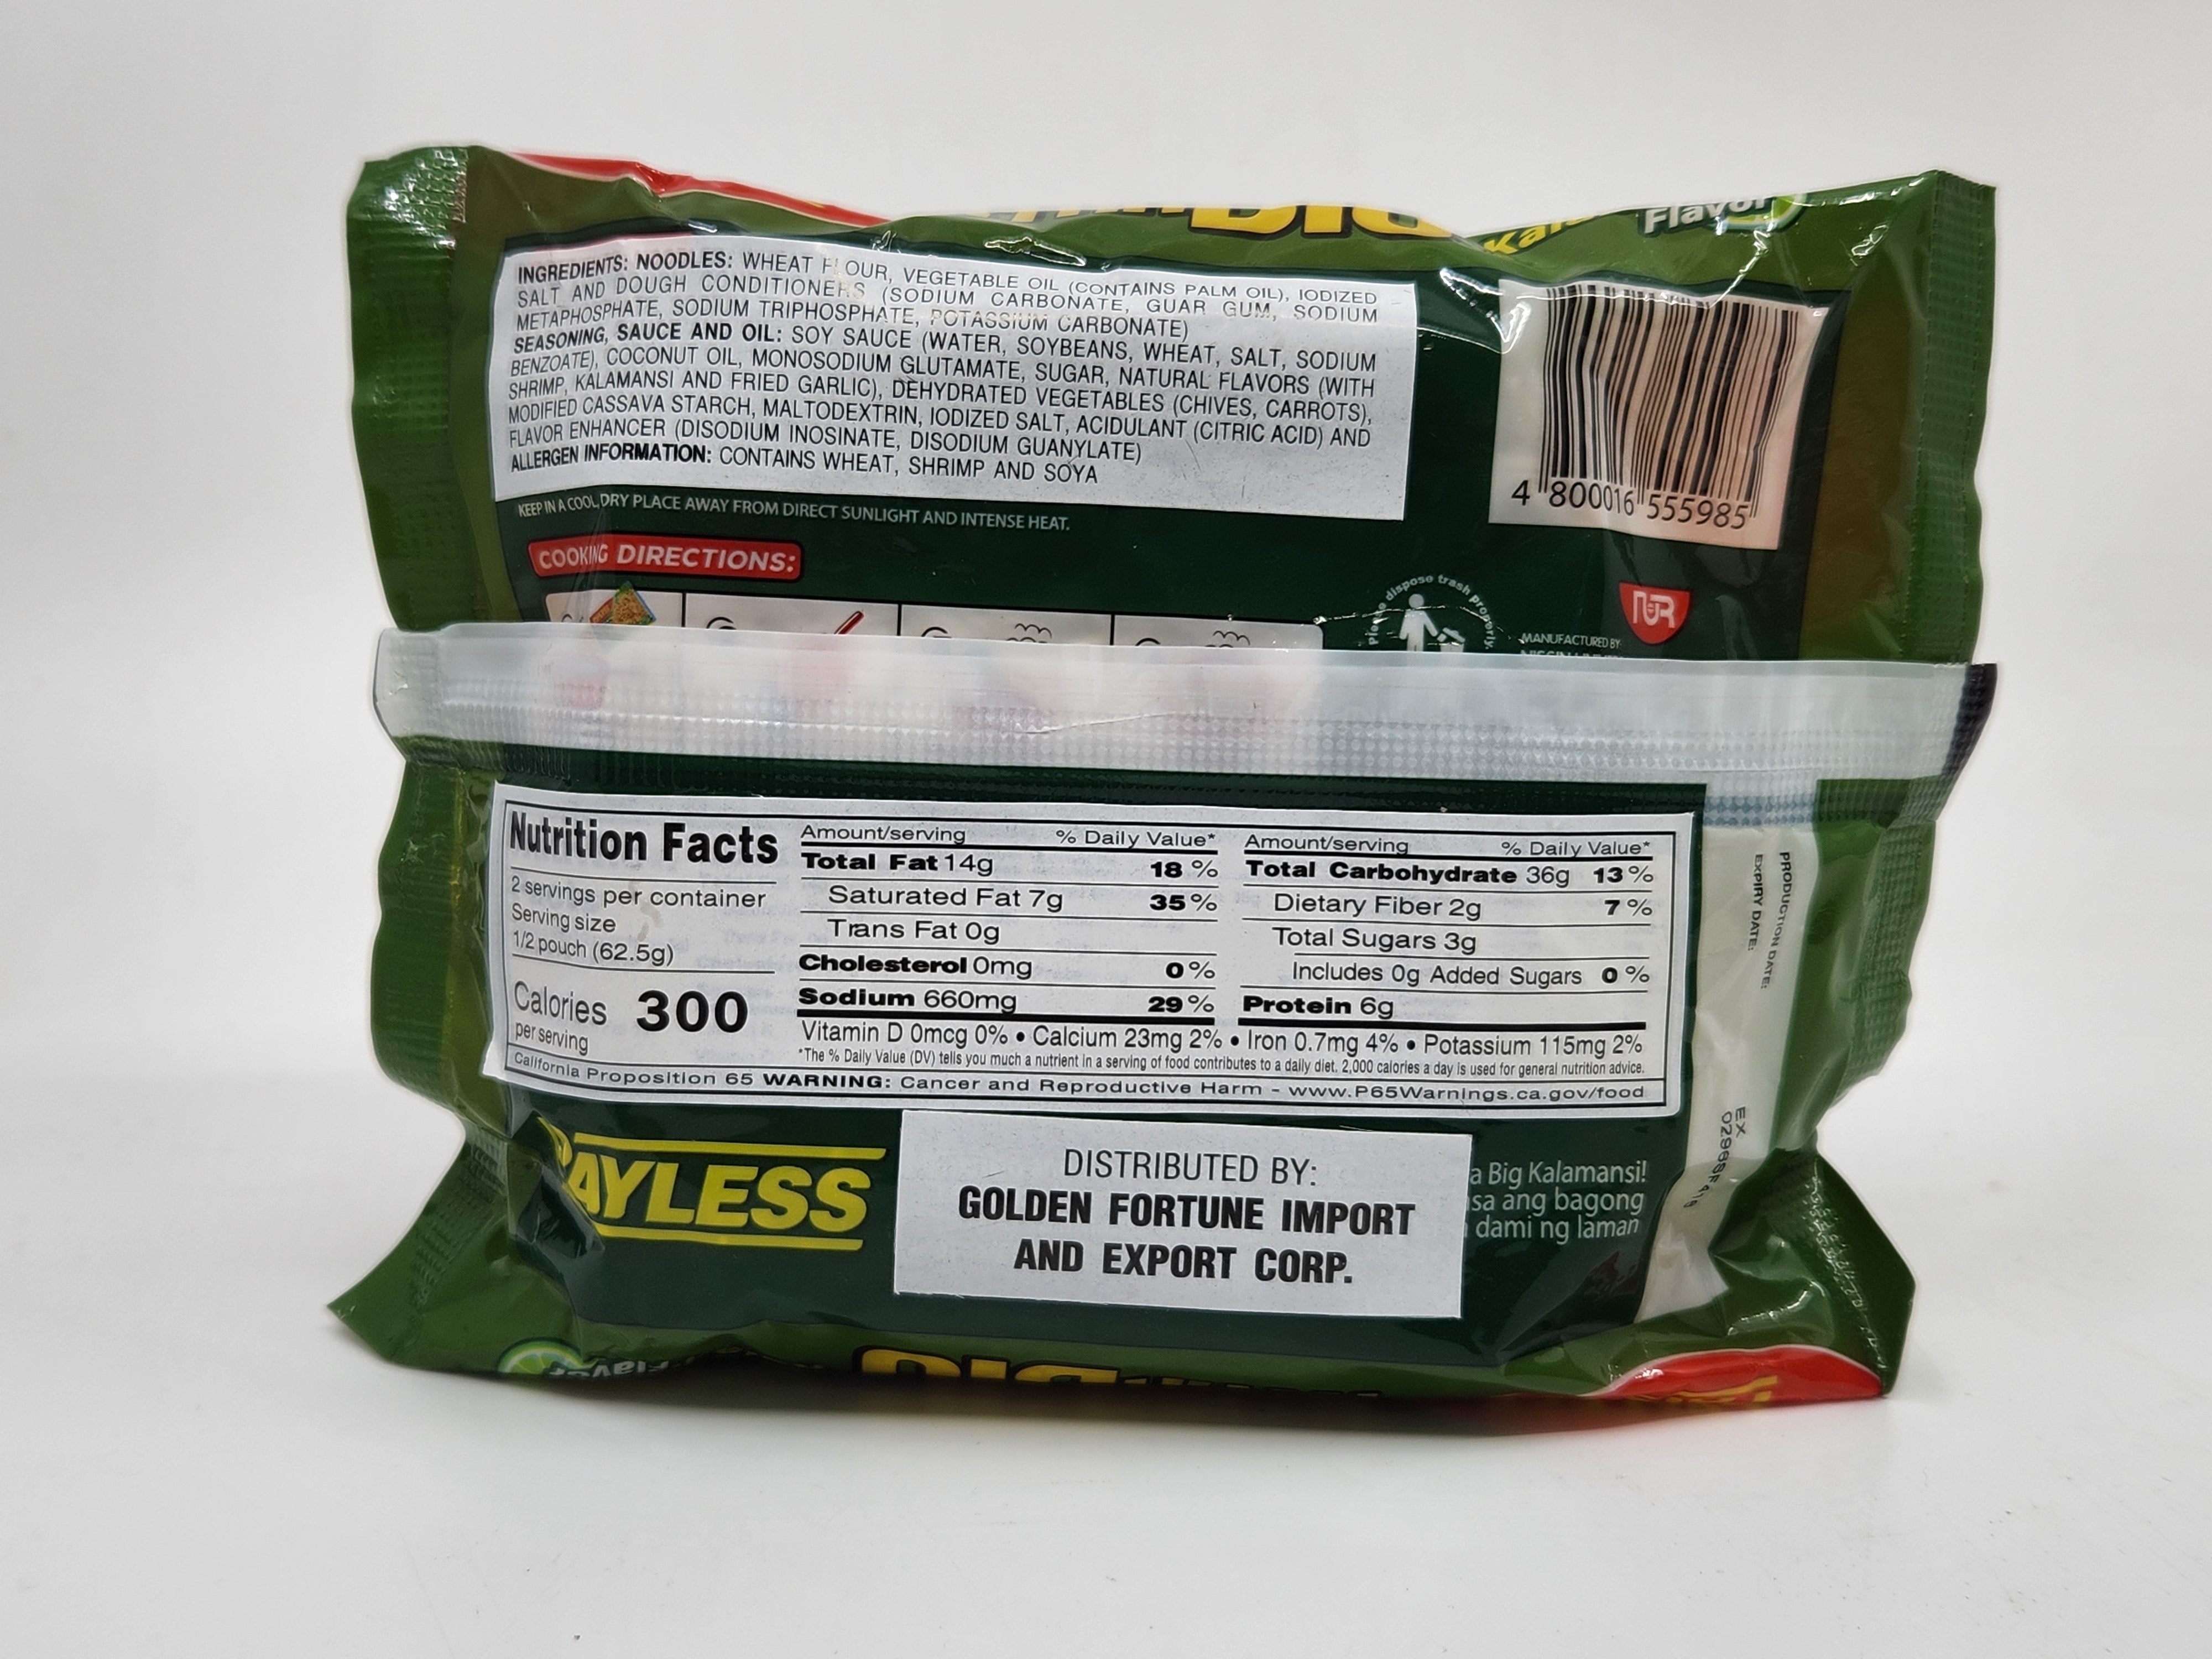 BIG
Flavor
INGREDIENTS: NOODLES: WHEAT FLOUR, VEGETABLE OIL (CONTAINS PALM OIL), IODIZED
SALT AND DOUGH CONDITIONERS (SODIUM CARBONATE, GUAR GUM, SODIUM
METAPHOSPHATE, SODIUM TRIPHOSPHATE, POTASSIUM CARBONATE)
SEASONING, SAUCE AND OIL: SOY SAUCE (WATER, SOYBEANS, WHEAT, SALT, SODIUM
BENZOATE), COCONUT OIL, MONOSODIUM GLUTAMATE, SUGAR, NATURAL FLAVORS (WITH
SHRIMP, KALAMANSI AND FRIED GARLIC), DEHYDRATED VEGETABLES (CHIVES, CARROTS),
MODIFIED CASSAVA STARCH, MALTODEXTRIN, IODIZED SALT, ACIDULANT (CITRIC ACID) AND
FLAVOR ENHANCER (DISODIUM INOSINATE, DISODIUM GUANYLATE)
ALLERGEN INFORMATION: CONTAINS WHEAT, SHRIMP AND SOYA
4 800016 555985
KEEP IN A COOL, DRY PLACE AWAY FROM DIRECT SUNLIGHT AND INTENSE HEAT.
COOKING DIRECTIONS:
Please dispose trash properly.
MANUFACTURED BY:
Nutrition Facts
2 servings per container
Serving size
1/2 pouch (62.5g)
Calories 300
per serving
Amount/serving % Daily Value*
Total Fat 14g 18 %
Saturated Fat 7g 35 %
Trans Fat 0g
Cholesterol 0mg 0 %
Sodium 660mg 29 %
Amount/serving % Daily Value*
Total Carbohydrate 36g 13 %
Dietary Fiber 2g 7 %
Total Sugars 3g
Includes 0g Added Sugars 0 %
Protein 6g
Vitamin D 0mcg 0% • Calcium 23mg 2% • Iron 0.7mg 4% • Potassium 115mg 2%
*The % Daily Value (DV) tells you much a nutrient in a serving of food contributes to a daily diet. 2,000 calories a day is used for general nutrition advice.
California Proposition 65 WARNING: Cancer and Reproductive Harm - www.P65Warnings.ca.gov/food
PRODUCTION DATE:
EXPIRY DATE:
EX
PAYLESS
DISTRIBUTED BY:
GOLDEN FORTUNE IMPORT
AND EXPORT CORP.
a Big Kalamansi!
ang bagong
dami ng laman
Flavor
BIG